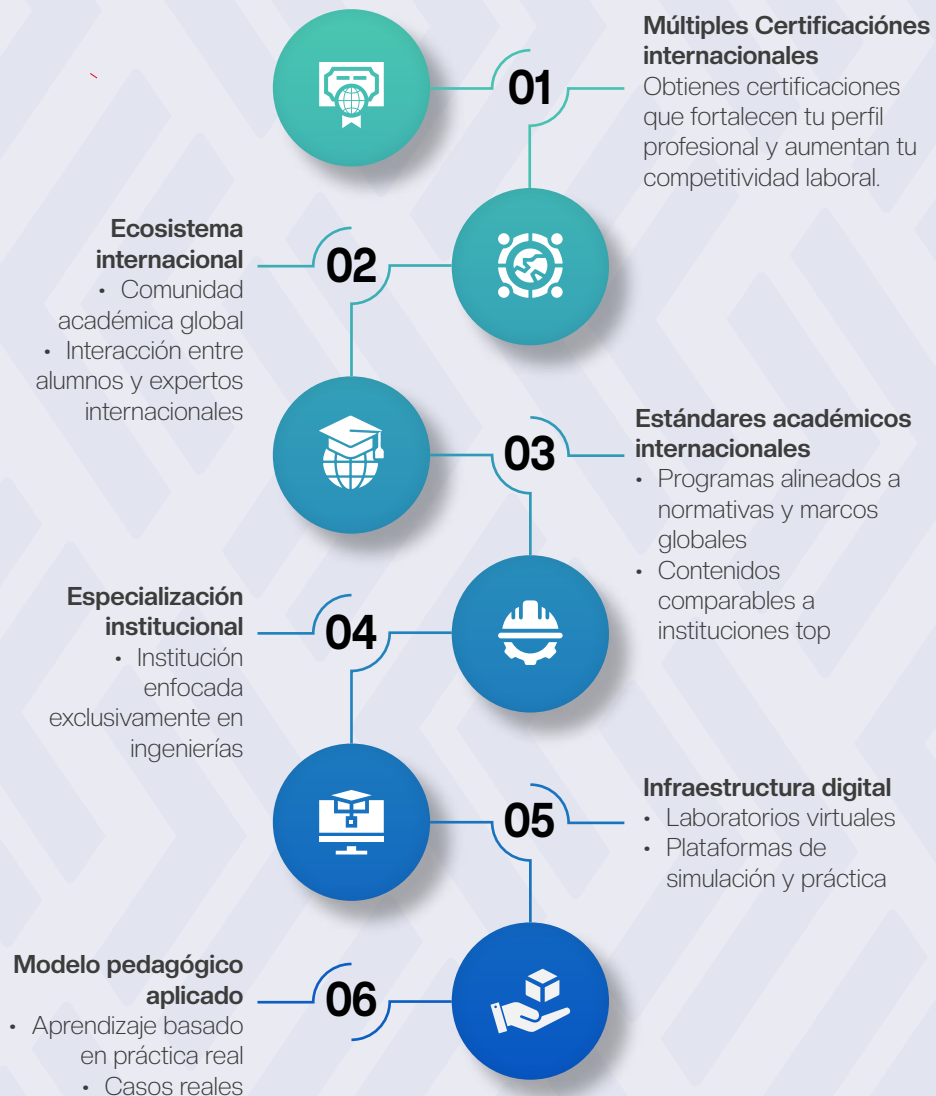 Múltiples Certificaciónes
internacionales
01
Obtienes certificaciones
que fortalecen tu perfil
profesional y aumentan tu
competitividad laboral.
Ecosistema
internacional
02
• Comunidad
académica global
• Interacción entre
alumnos y expertos
internacionales
Estándares académicos
internacionales
03
• Programas alineados a
normativas y marcos
globales
• Contenidos
comparables a
instituciones top
Especialización
institucional
04
• Institución
enfocada
exclusivamente en
ingenierías
Infraestructura digital
05
• Laboratorios virtuales
• Plataformas de
simulación y práctica
Modelo pedagógico
aplicado
06
• Aprendizaje basado
en práctica real
• Casos reales